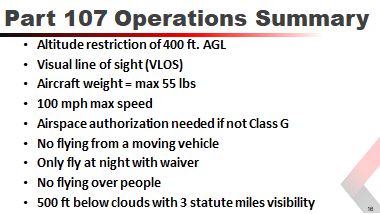 Part 107 Operations Summary
• Altitude restriction of 400 ft. AGL
• Visual line of sight (VLOS)
• Aircraft weight = max 55 lbs
• 100 mph max speed
• Airspace authorization needed if not Class G
• No flying from a moving vehicle
• Only fly at night with waiver
• No flying over people
• 500 ft below clouds with 3 statute miles visibility
16